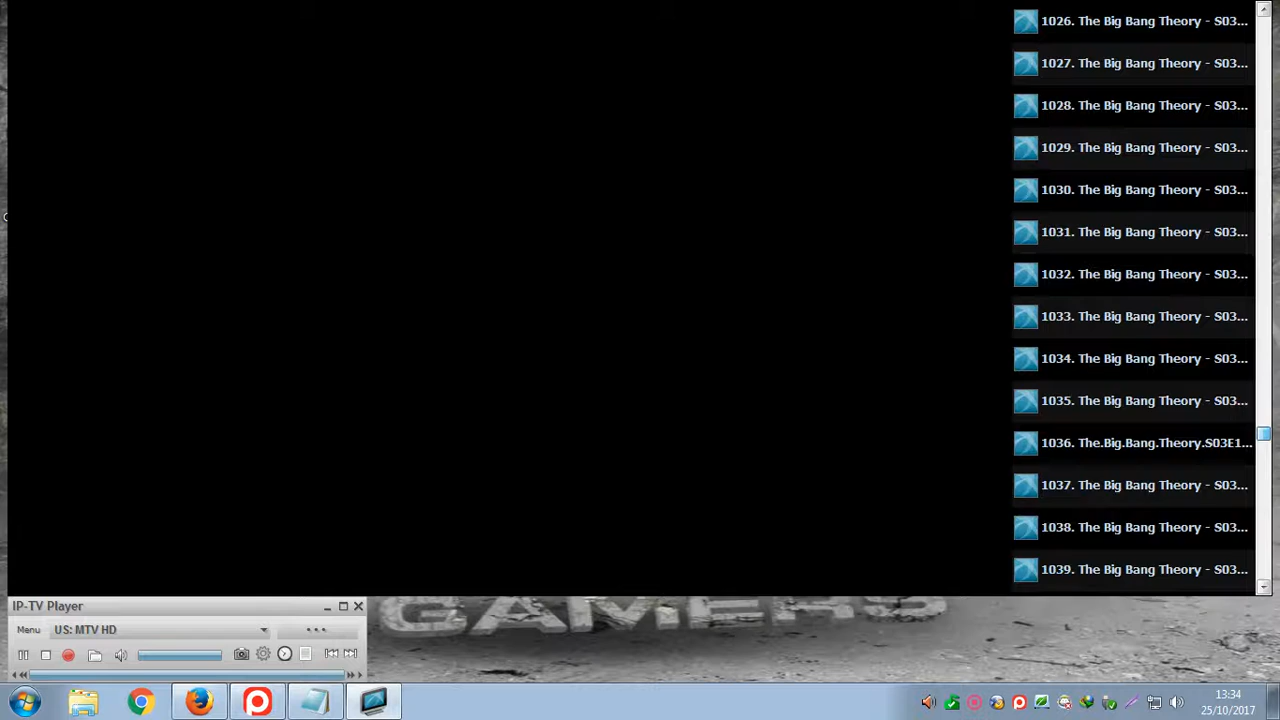 1026. The Big Bang Theory - S03...
1027. The Big Bang Theory - S03...
1028. The Big Bang Theory - S03...
1029. The Big Bang Theory - S03...
1030. The Big Bang Theory - S03...
1031. The Big Bang Theory - S03...
1032. The Big Bang Theory - S03...
1033. The Big Bang Theory - S03...
1034. The Big Bang Theory - S03...
1035. The Big Bang Theory - S03...
1036. The.Big.Bang.Theory.S03E1...
1037. The Big Bang Theory - S03...
1038. The Big Bang Theory - S03...
1039. The Big Bang Theory - S03...
IP-TV Player
Menu US: MTV HD
GAMERS
13:34
25/10/2017